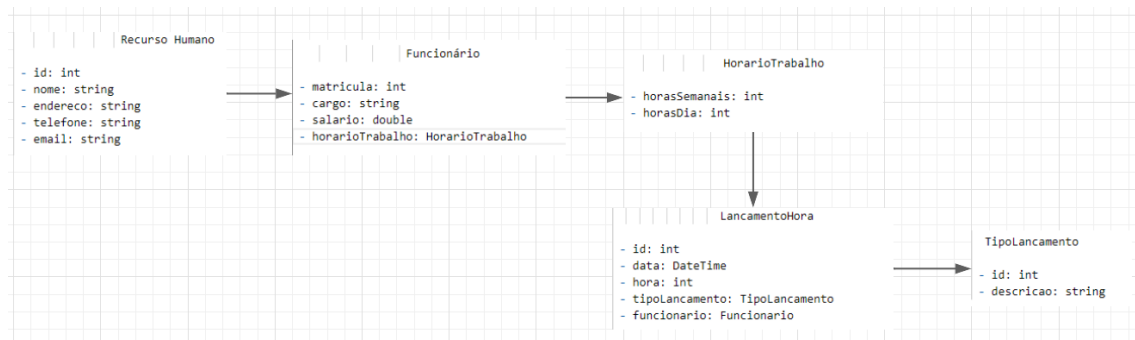 Recurso Humano
- id: int
- nome: string
- endereco: string
- telefone: string
- email: string
Funcionário
- matricula: int
- cargo: string
- salario: double
- horarioTrabalho: HorarioTrabalho
HorarioTrabalho
- horasSemanais: int
- horasDia: int
LancamentoHora
- id: int
- data: DateTime
- hora: int
- tipoLancamento: TipoLancamento
- funcionario: Funcionario
TipoLancamento
- id: int
- descricao: string